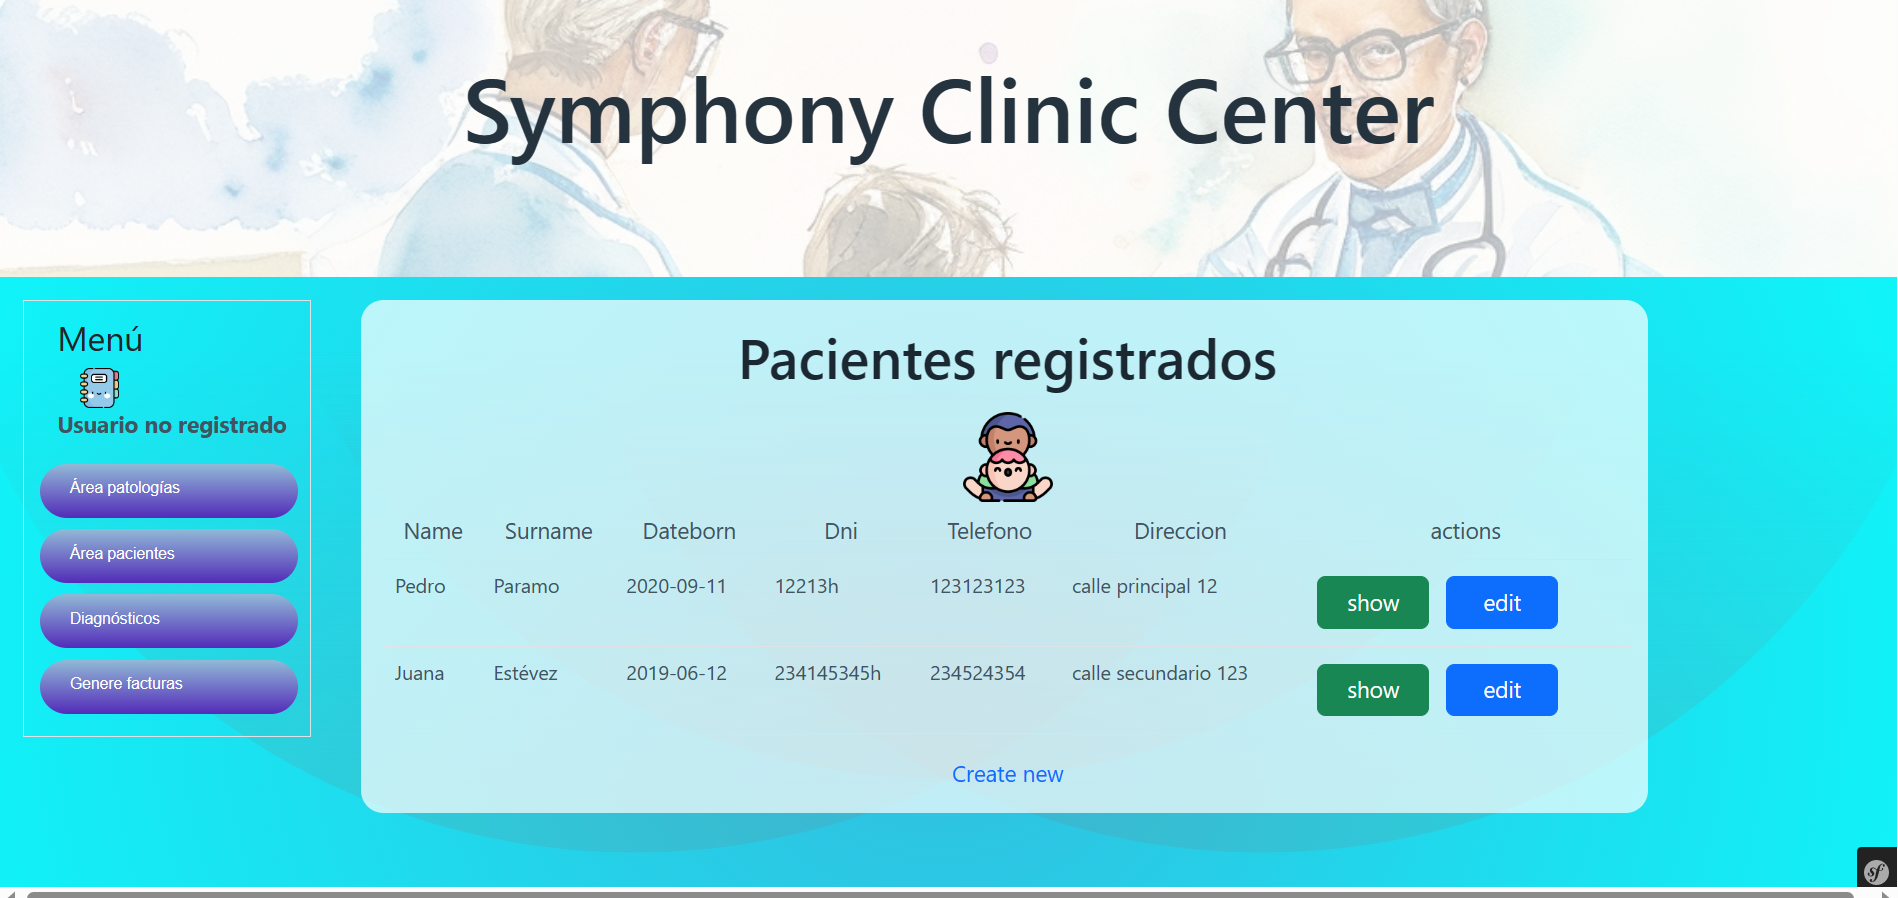 Symphony Clinic Center
Menú
Usuario no registrado
Área patologías
Área pacientes
Diagnósticos
Genere facturas
Pacientes registrados
Name Surname Dateborn Dni Telefono Direccion actions
Pedro Paramo 2020-09-11 12213h 123123123 calle principal 12 show edit
Juana Estévez 2019-06-12 234145345h 234524354 calle secundario 123 show edit
Create new
sf